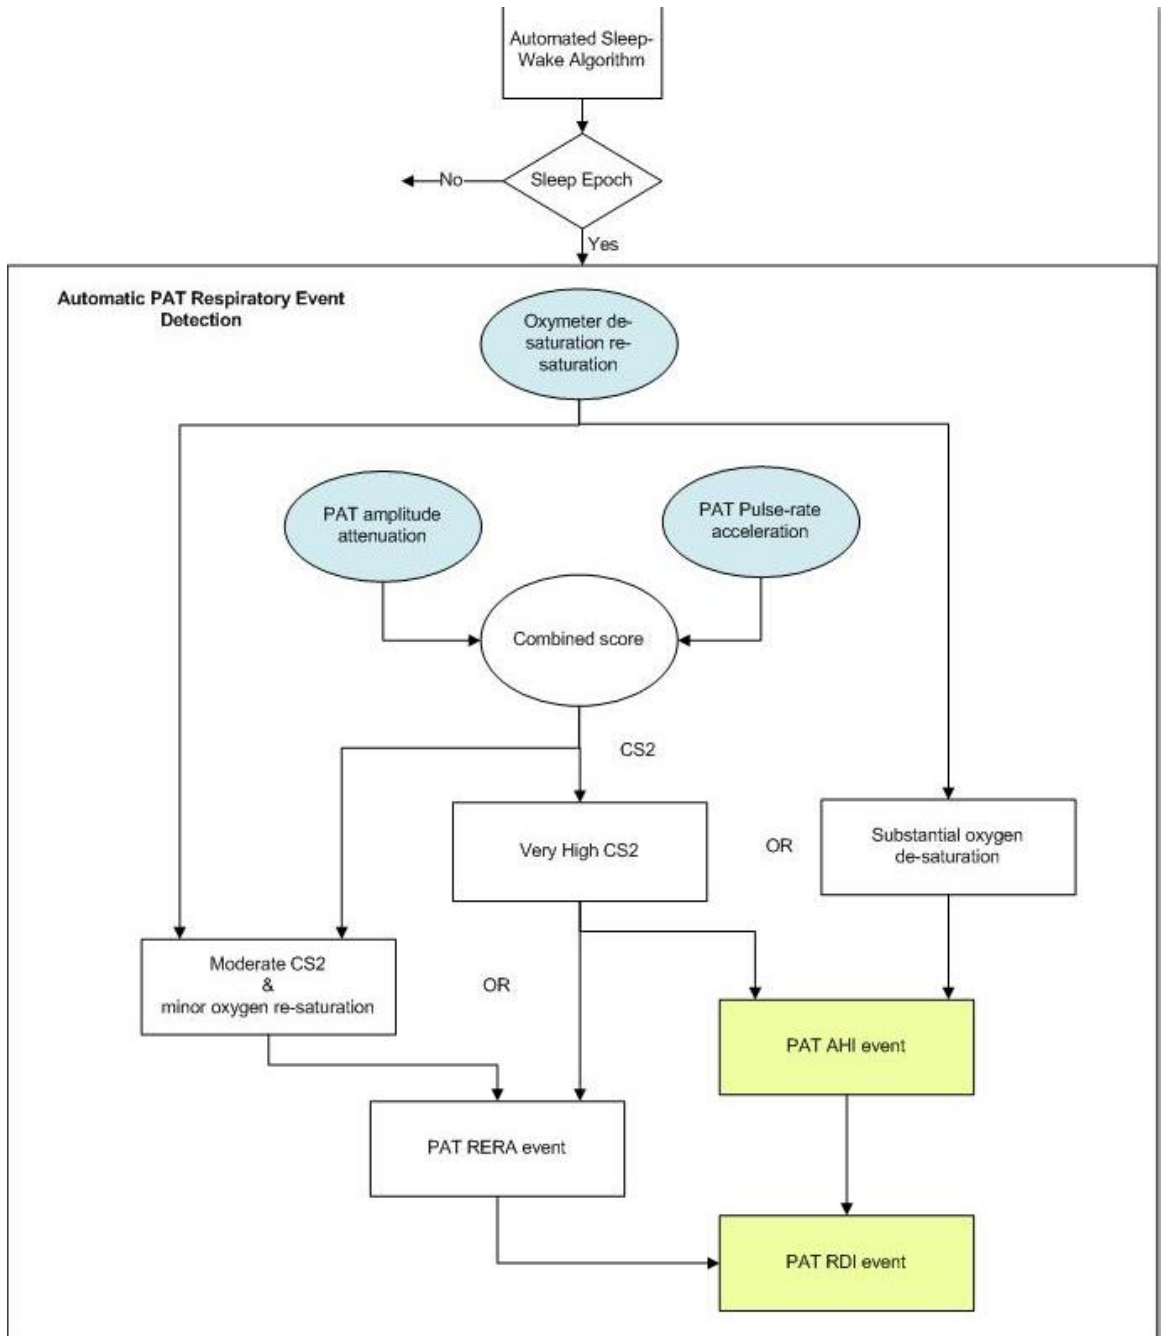 Automated Sleep-
Wake Algorithm
No
Sleep Epoch
Yes
Automatic PAT Respiratory Event
Detection
Oxymeter de-
saturation re-
saturation
PAT amplitude
attenuation
PAT Pulse-rate
acceleration
Combined score
CS2
Very High CS2
OR
Substantial oxygen
de-saturation
Moderate CS2
&
minor oxygen re-saturation
OR
PAT AHI event
PAT RERA event
PAT RDI event